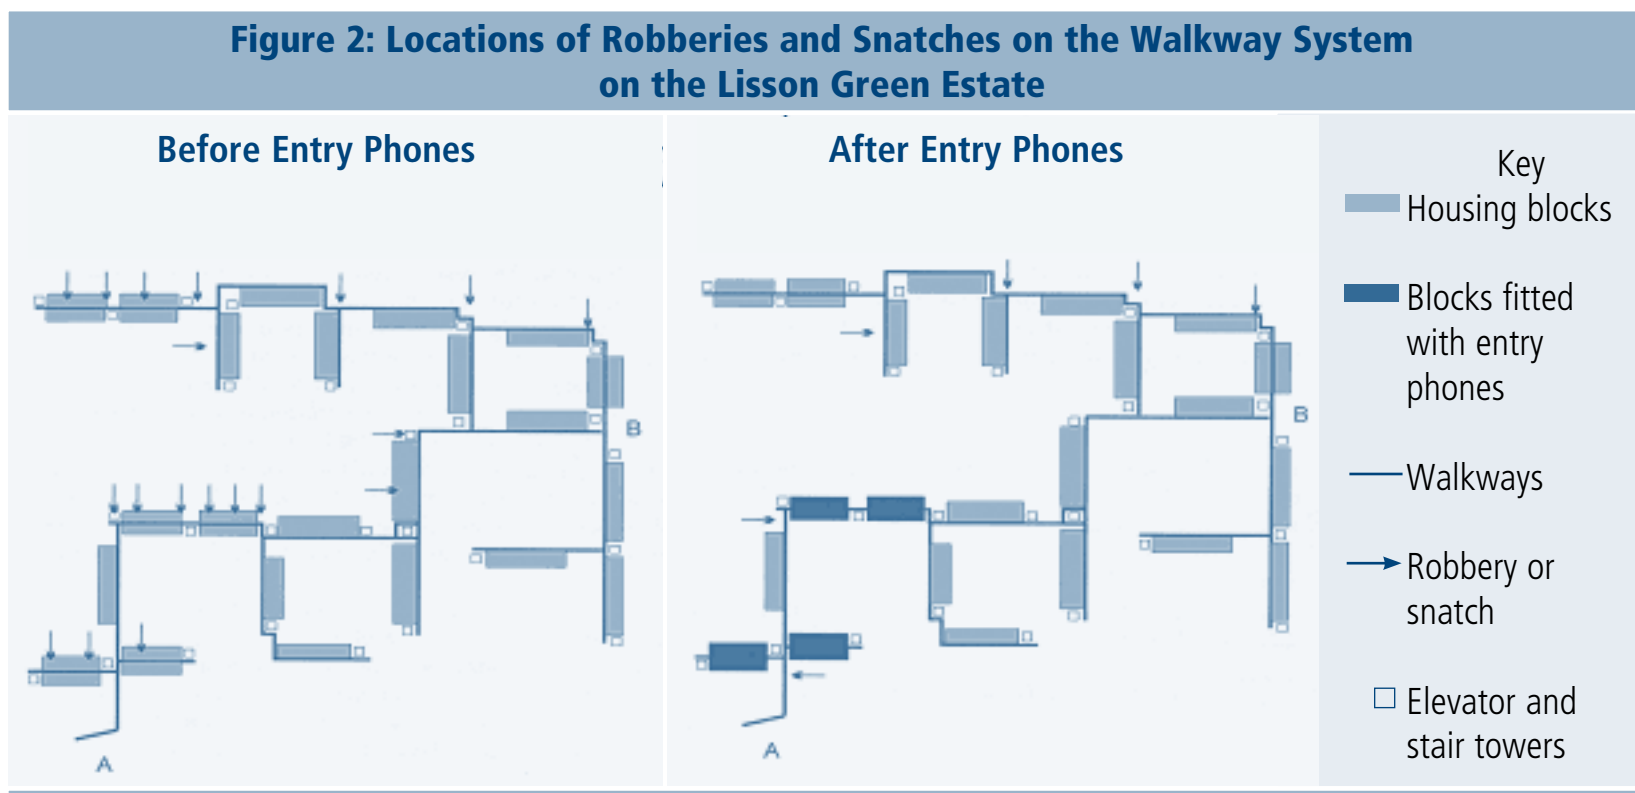 Figure 2: Locations of Robberies and Snatches on the Walkway System
on the Lisson Green Estate
Before Entry Phones
After Entry Phones
B
A
B
A
Key
Housing blocks
Blocks fitted
with entry
phones
Walkways
Robbery or
snatch
Elevator and
stair towers